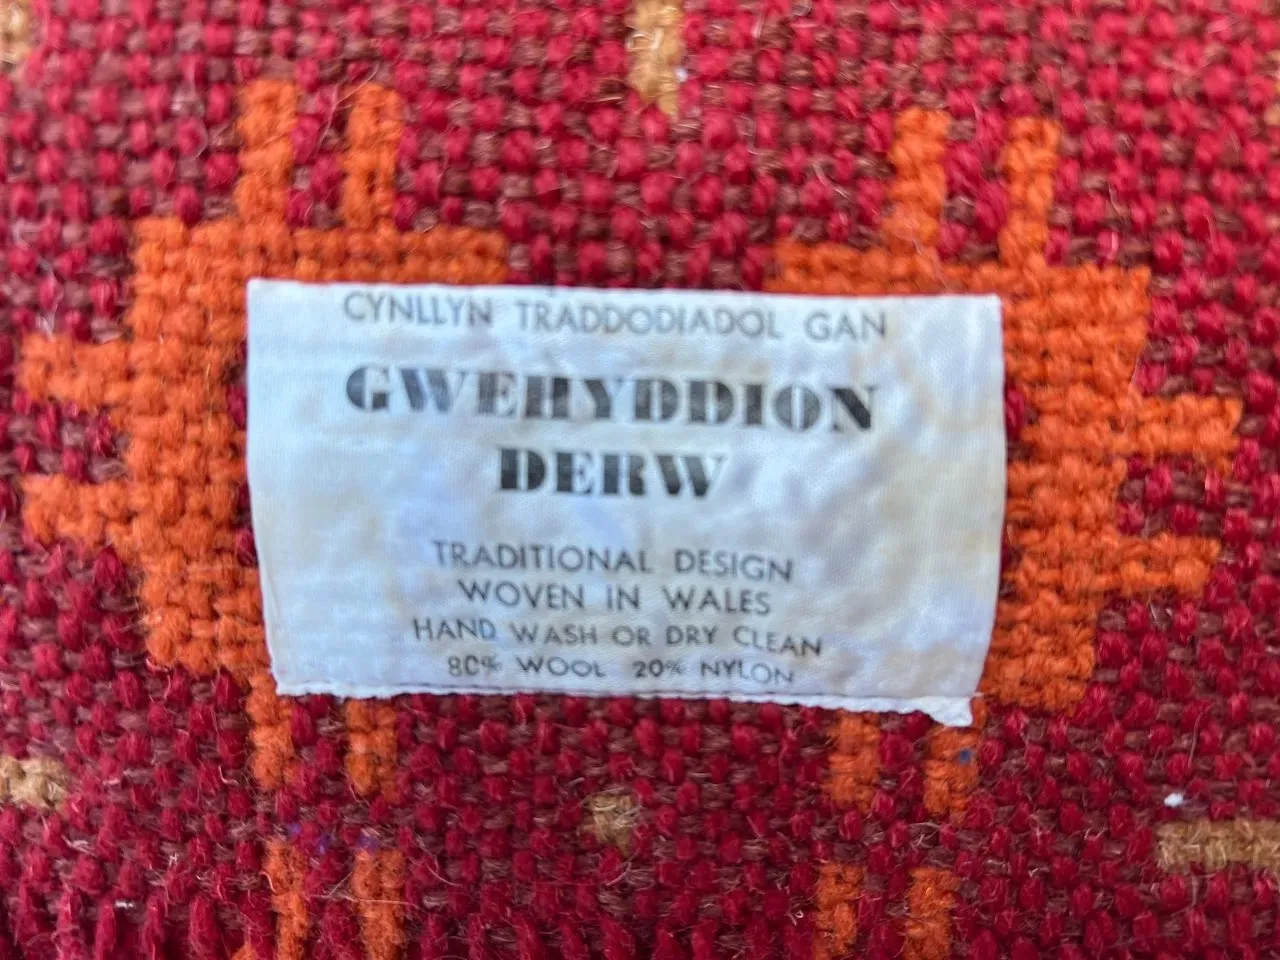 CYNLLYN TRADDODIADOL GAN
GWEHYDDION
DERW
TRADITIONAL DESIGN
WOVEN IN WALES
HAND WASH OR DRY CLEAN
80% WOOL 20% NYLON